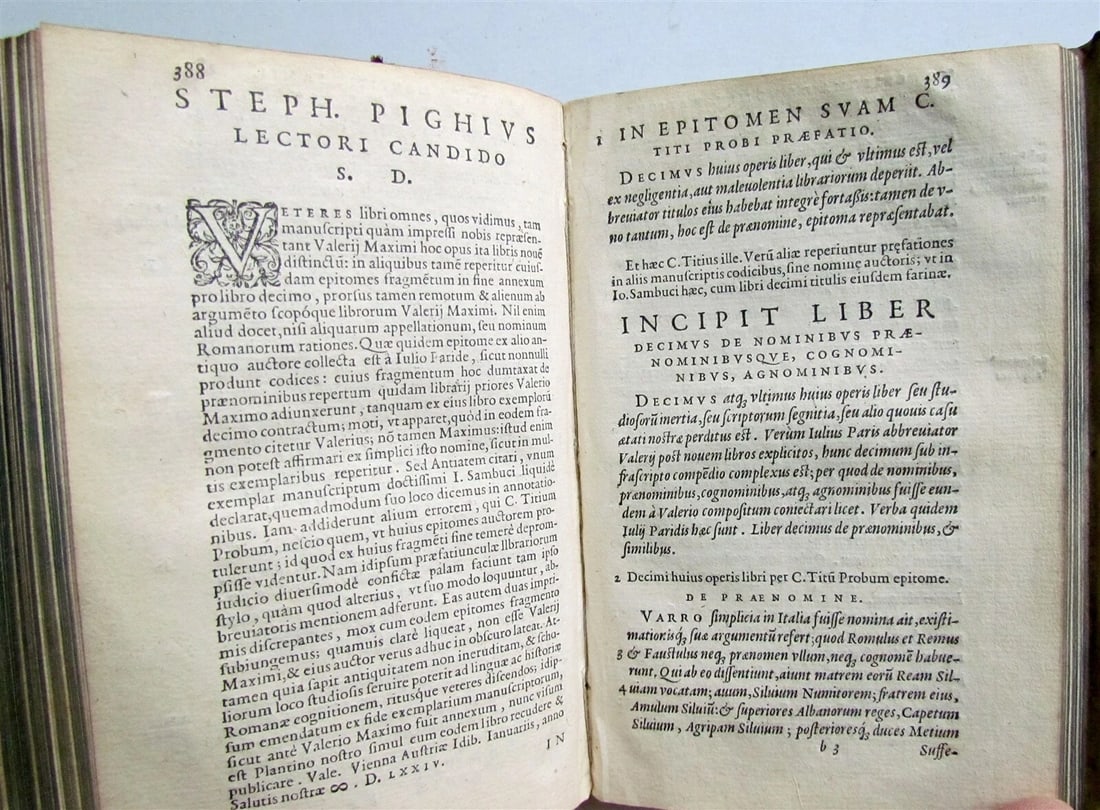 388
STEPH. PIGHIVS
LECTORI CANDIDO
S. D.
VETERES libri omnes, quos vidimus, tam
manuscripti quàm impressi nobis repræsen-
tant Valerij Maximi hoc opus ita libris nouē
distinctū: in aliquibus tamē reperitur cuius-
dam epitomes fragmētum in fine annexum
pro libro decimo, prorsus tamen remotum & alienum ab
argumēto scopóque librorum Valerij Maximi. Nil enim
aliud docet, nisi aliquarum appellationum, seu nominum
Romanorum rationes. Quæ quidem epitome ex alio an-
tiquo auctore collecta est à Iulio Paride, sicut nonnulli
produnt codices: cuius fragmentum hoc dumtaxat de
prænominibus repertum quidam librarij priores Valerio
Maximo adiunxerunt, tanquam ex eius libro exemplorū
decimo contractum; moti, vt apparet, quòd in eodem fra-
gmento citetur Valerius; nō tamen Maximus: istud enim
non potest affirmari ex simplici isto nomine, sicut in mul-
tis exemplaribus reperitur. Sed Antiatem citari, vnum
exemplar manuscriptum doctissimi I. Sambuci liquidè
declarat, quemadmodum suo loco dicemus in annotatio-
nibus. Iam addiderunt alium errorem, qui C. Titium
Probum, nescio quem, vt huius epitomes auctorem pro-
tulerunt; id quod ex huius fragmēti fine temerè deprom-
psisse videntur. Nam idipsum præfatiunculæ librariorum
iudicio diuersimodè confictæ palam faciunt tam ipso
stylo, quàm quod alterius, vt suo modo loquuntur, ab-
breuiatoris mentionem adferunt. Eas autem duas impri-
mis discrepantes, mox cum eodem epitomes fragmento
subiungemus; quamuis clarè liqueat, non esse Valerij
Maximi, & eius auctor verus adhuc in obscuro lateat. At-
tamen quia sapit antiquitatem non ineruditam, & scho-
liorum loco studiosis seruire poterit ad linguæ ac historiæ
Romanæ cognitionem, ritusque veteres discendos; idip-
sum emendatum ex fide exemplarium manuscriptorum,
sicut antè Valerio Maximo fuit annexum, nunc visum
est Plantino nostro simul cum eodem libro recudere &
publicare. Vale. Vienna Austriæ Idib. Ianuariis, anno
Salutis nostræ ↀ. D. LXXIV.
IN
389
1 IN EPITOMEN SVAM C.
TITI PROBI PRÆFATIO.
DECIMVS huius operis liber, qui & vltimus est, vel
ex negligentia, aut maleuolentia librariorum deperiit. Ab-
breuiator titulos eius habebat integrè fortasis: tamen de v-
no tantum, hoc est de prænomine, epitoma repræsentabat.
Et hæc C. Titius ille. Verū aliæ reperiuntur pręfationes
in aliis manuscriptis codicibus, sine nomine auctoris; vt in
Io. Sambuci hæc, cum libri decimi titulis eiusdem farinæ.
INCIPIT LIBER
DECIMVS DE NOMINIBVS PRÆ-
NOMINIBVSQVE, COGNOMI-
NIBVS, AGNOMINIBVS.
DECIMVS atq; vltimus huius operis liber seu stu-
diosorū inertia, seu scriptorum segnitia, seu alio quouis casu
ætati nostræ perditus est. Verùm Iulius Paris abbreuiator
Valerij post nouem libros explicitos, hunc decimum sub in-
frascripto compēdio complexus est; per quod de nominibus,
prænominibus, cognominibus, atq; agnominibus fuisse eun-
dem à Valerio compositum coniectari licet. Verba quidem
Iulij Paridis hæc sunt. Liber decimus de prænominibus, &
similibus.
2 Decimi huius operis libri per C. Titū Probum epitome.
DE PRAENOMINE.
VARRO simplicia in Italia fuisse nomina ait, existi-
mationisq; suæ argumentū refert; quod Romulus et Remus
3 & Faustulus neq; prænomen vllum, neq; cognomē habue-
runt. Qui ab eo dissentiunt, aiunt matrem eorū Ream Sil-
4 uiam vocatam; auum, Siluium Numitorem; fratrem eius,
Amulum Siluiū: & superiores Albanorum reges, Capetum
Siluium, Agripam Siluium; posterioresq; duces Metium
b 3
Suffe-